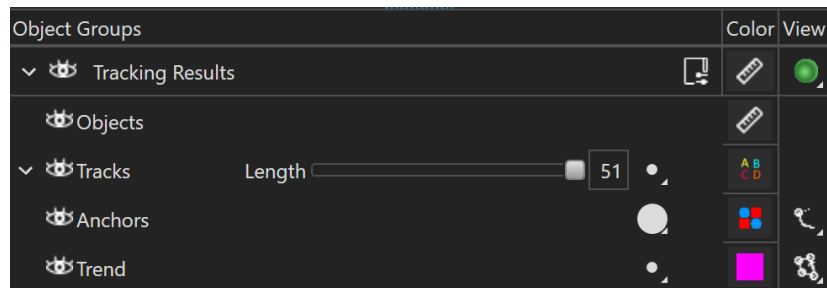 Object Groups Color View
Tracking Results
Objects
Tracks Length 51 A B C D
Anchors
Trend